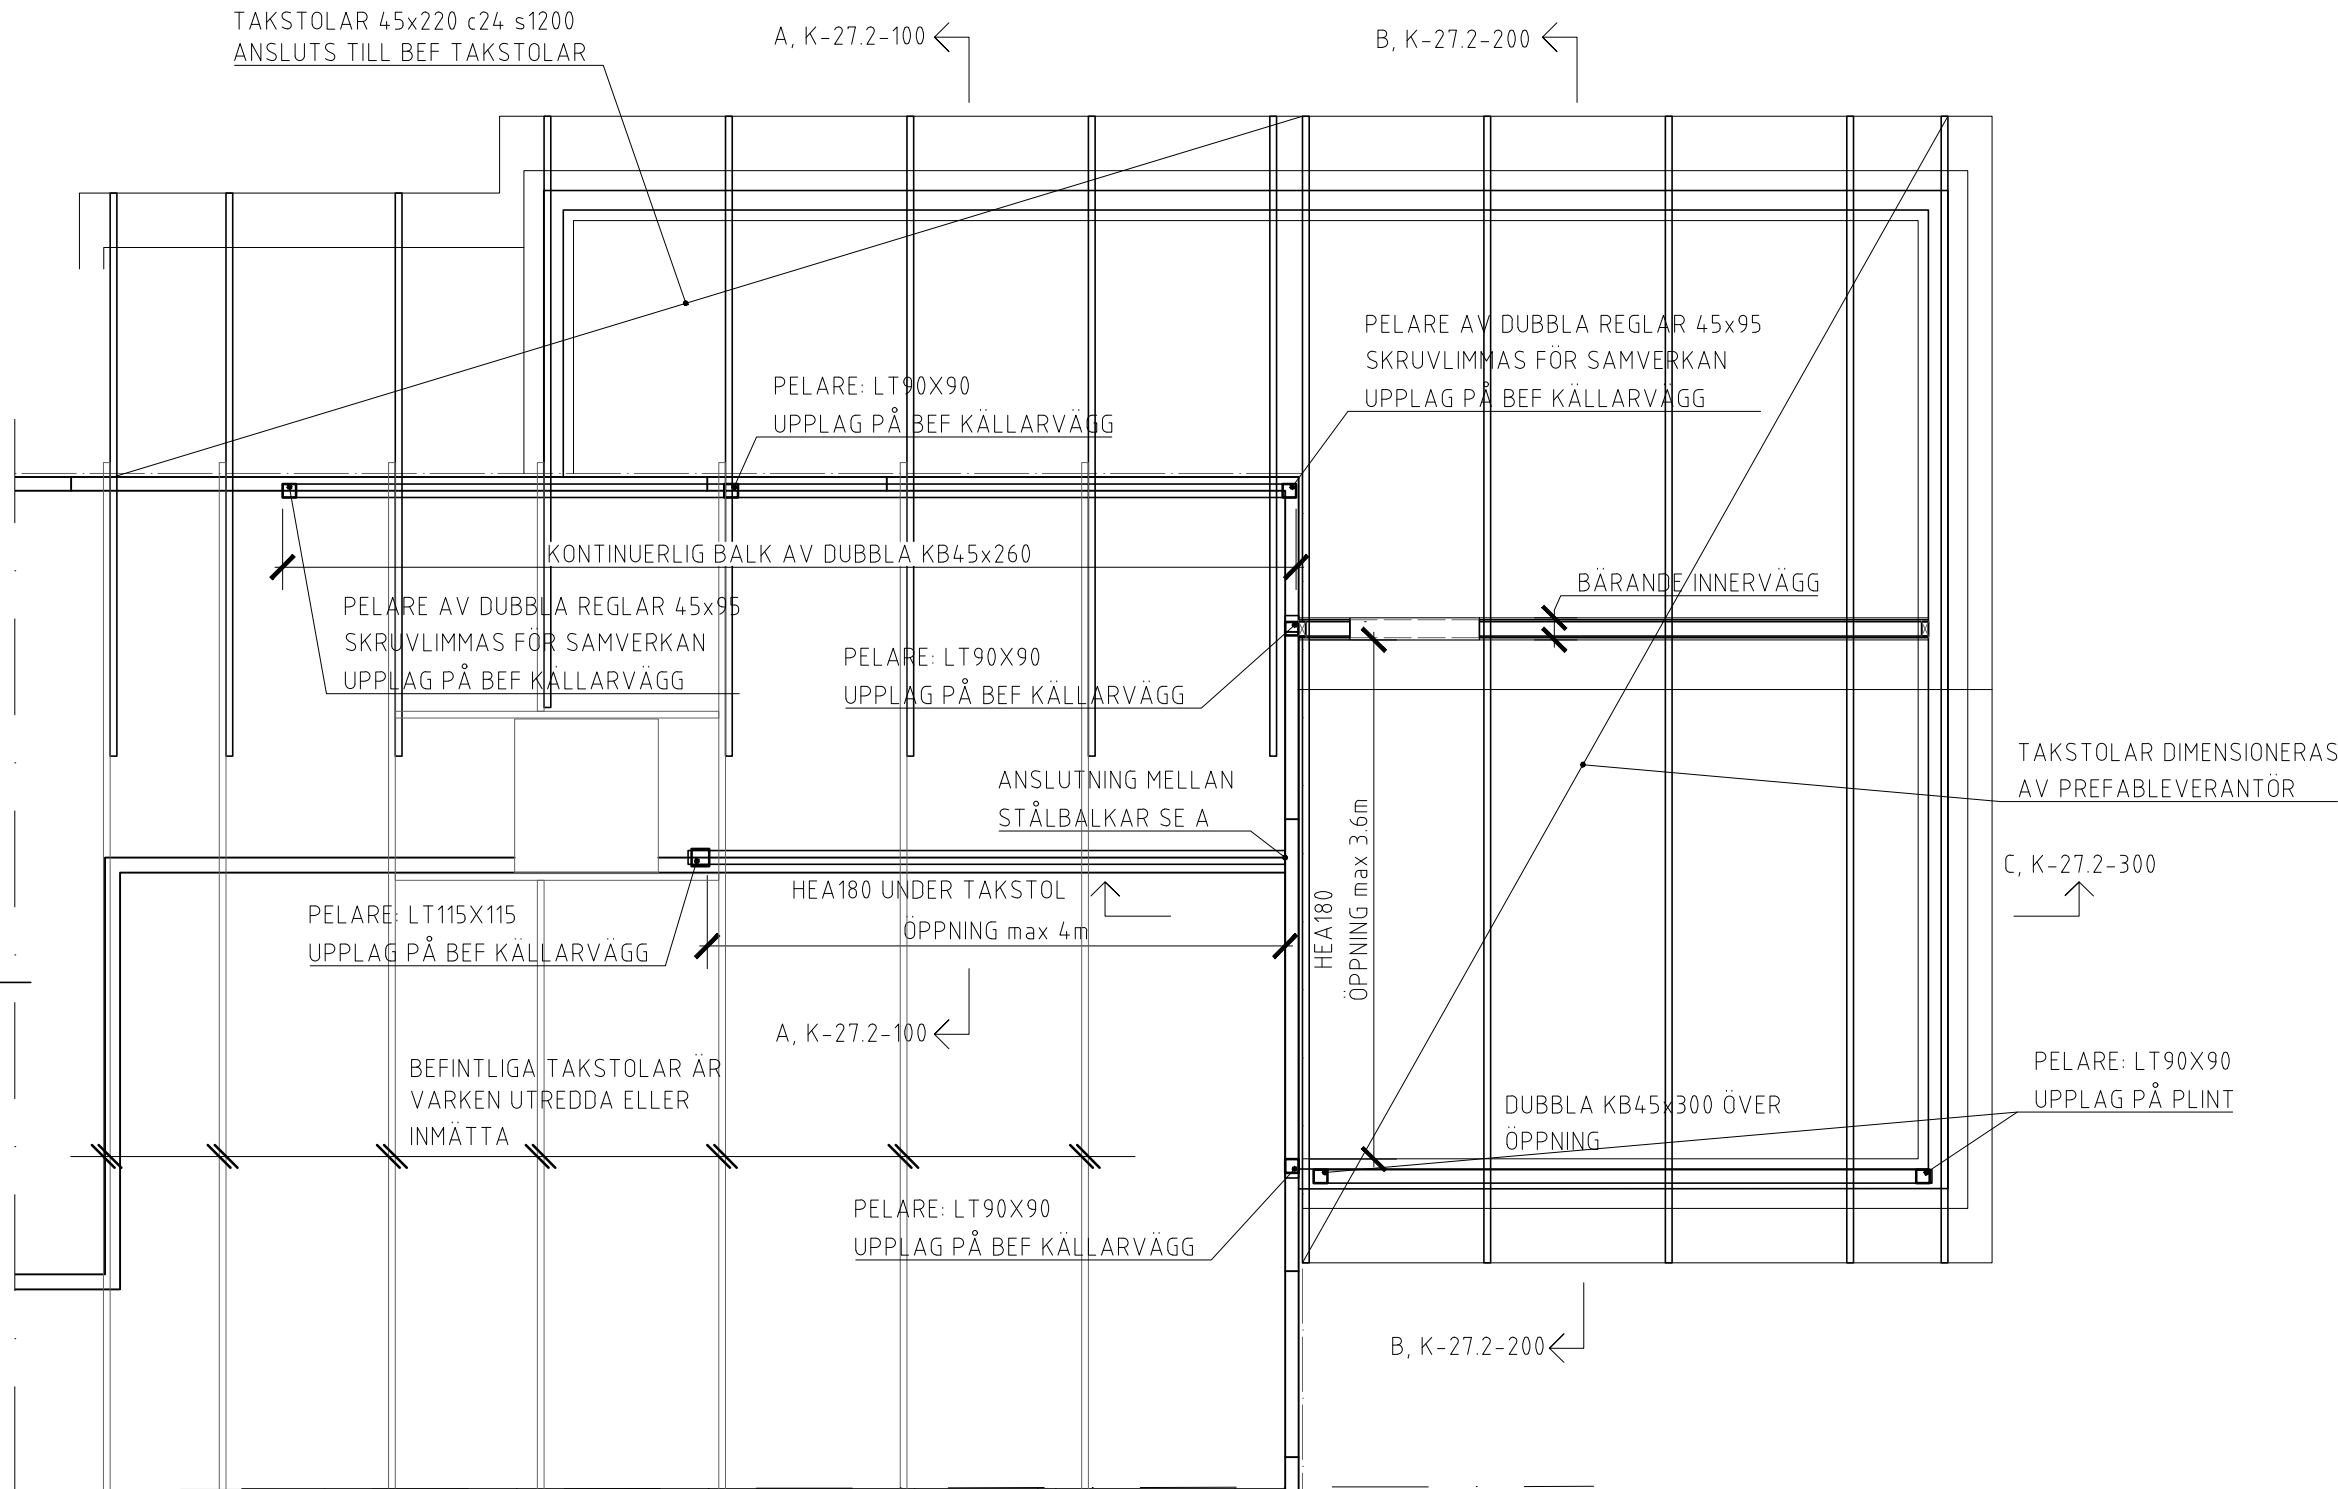 TAKSTOLAR 45x220 c24 s1200
ANSLUTS TILL BEF TAKSTOLAR
A, K-27.2-100
B, K-27.2-200
PELARE AV DUBBLA REGLAR 45x95
SKRUVLIMMAS FÖR SAMVERKAN
UPPLAG PÅ BEF KÄLLARVÄGG
PELARE: LT90X90
UPPLAG PÅ BEF KÄLLARVÄGG
KONTINUERLIG BALK AV DUBBLA KB45x260
BÄRANDE INNERVÄGG
PELARE AV DUBBLA REGLAR 45x95
SKRUVLIMMAS FÖR SAMVERKAN
UPPLAG PÅ BEF KÄLLARVÄGG
PELARE: LT90X90
UPPLAG PÅ BEF KÄLLARVÄGG
TAKSTOLAR DIMENSIONERAS
AV PREFABLEVERANTÖR
ANSLUTNING MELLAN
STÅLBALKAR SE A
C, K-27.2-300
HEA180 UNDER TAKSTOL
ÖPPNING max 4m
HEA180
ÖPPNING max 3.6m
PELARE: LT115X115
UPPLAG PÅ BEF KÄLLARVÄGG
A, K-27.2-100
BEFINTLIGA TAKSTOLAR ÄR
VARKEN UTREDDA ELLER
INMÄTTA
PELARE: LT90X90
UPPLAG PÅ PLINT
DUBBLA KB45x300 ÖVER
ÖPPNING
PELARE: LT90X90
UPPLAG PÅ BEF KÄLLARVÄGG
B, K-27.2-200